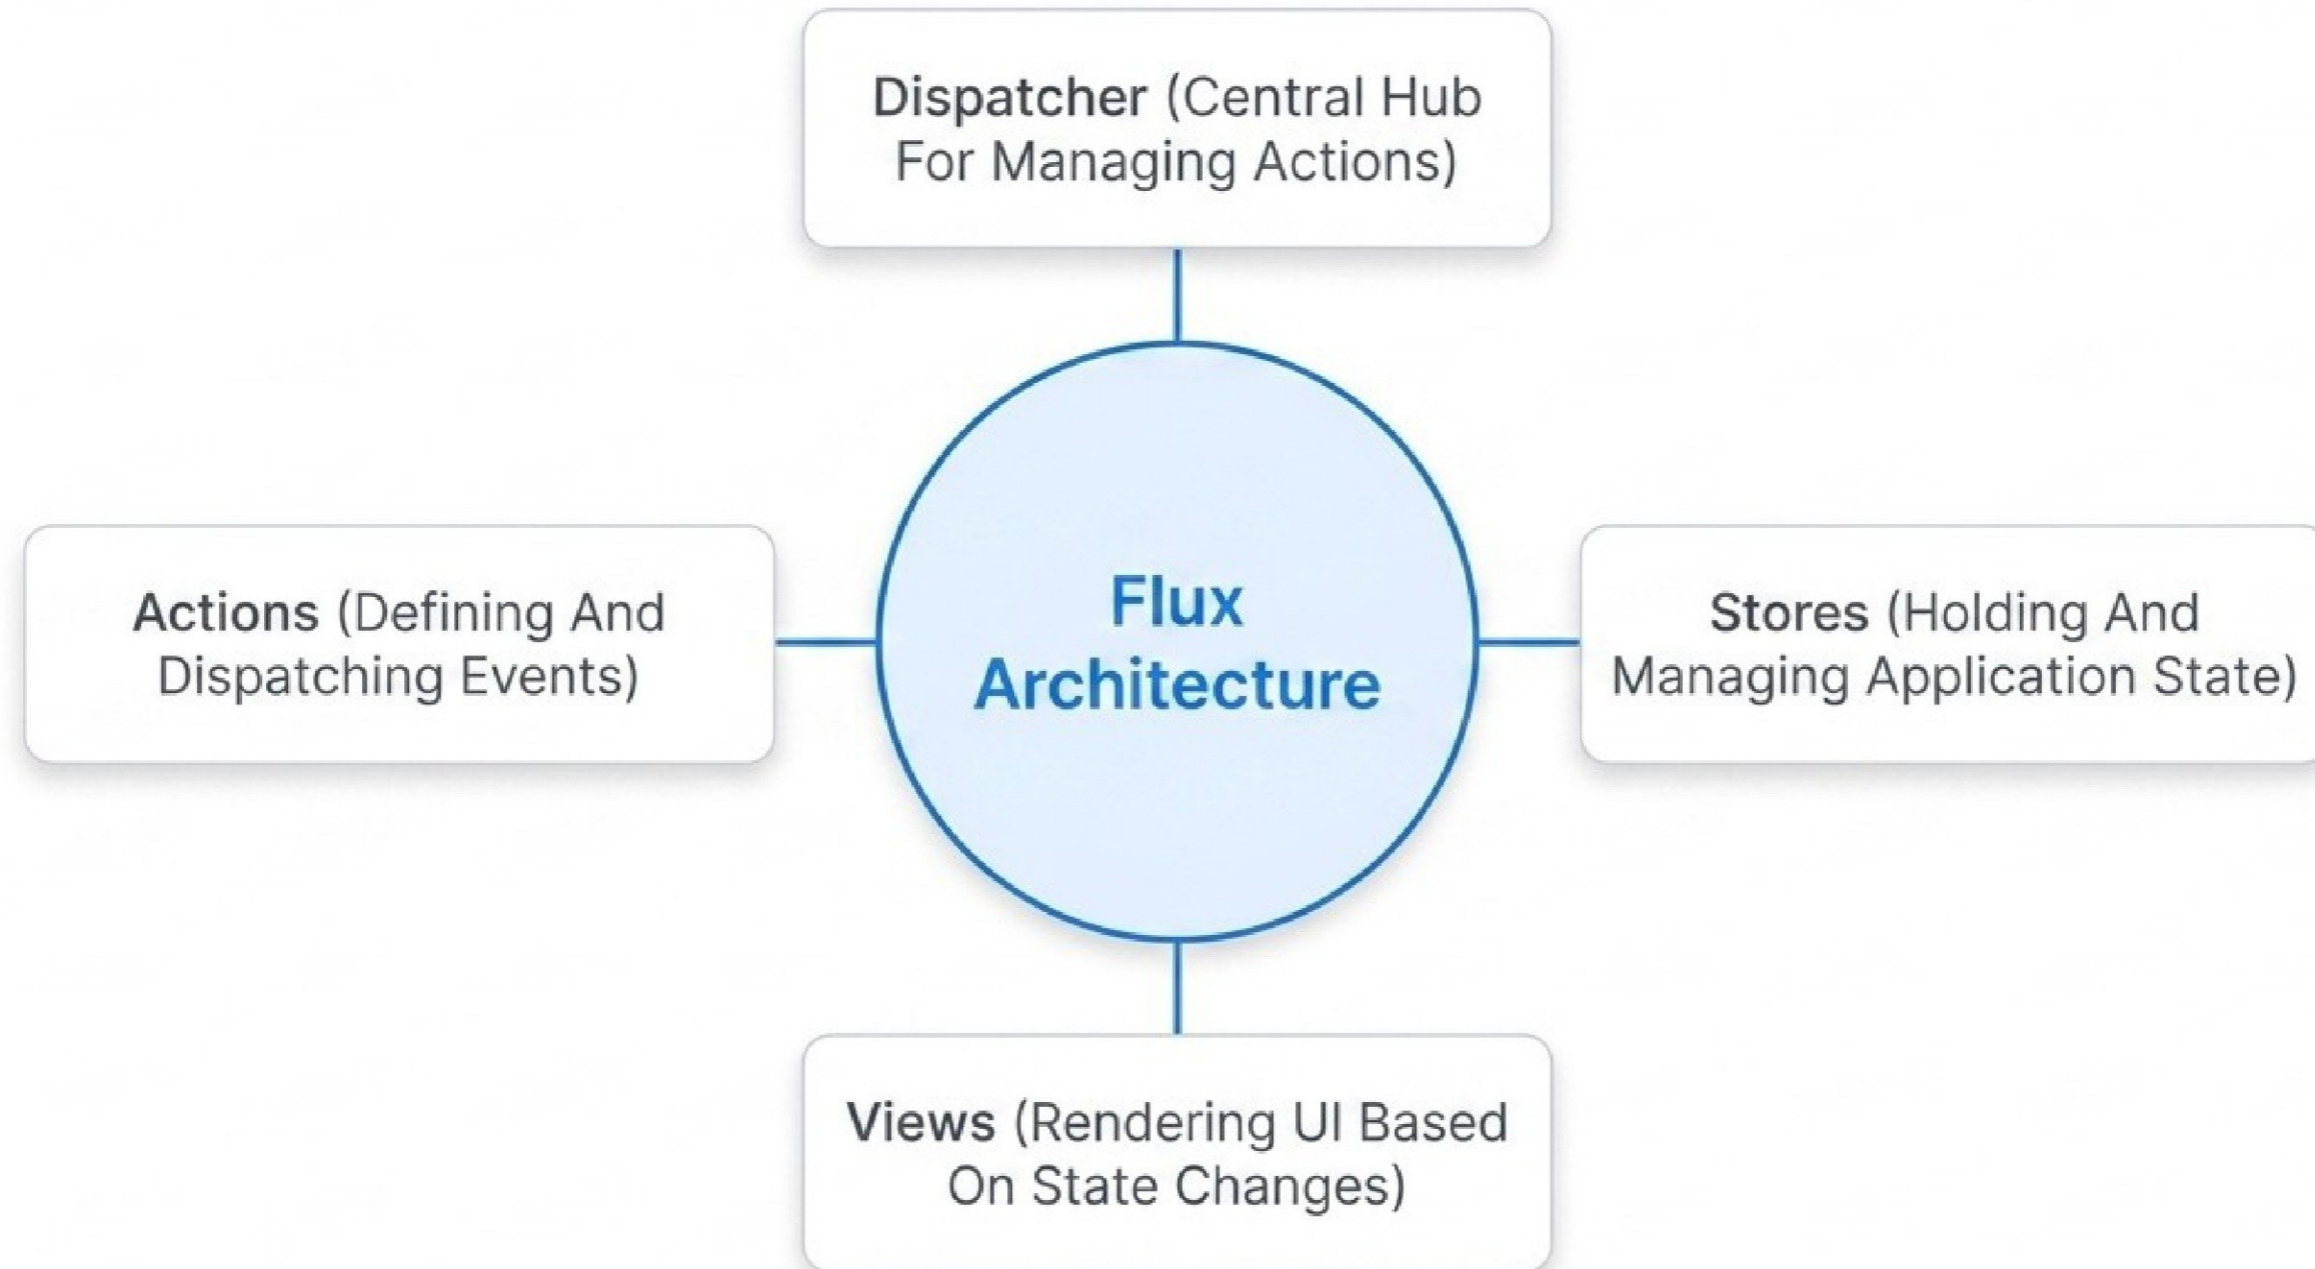 Dispatcher (Central Hub
For Managing Actions)
Actions (Defining And
Dispatching Events)
Flux
Architecture
Stores (Holding And
Managing Application State)
Views (Rendering UI Based
On State Changes)